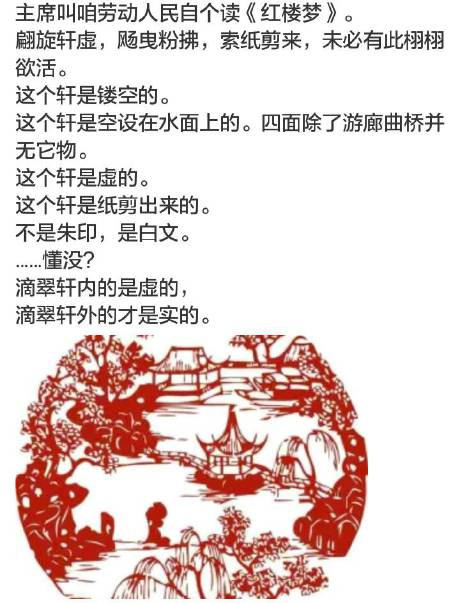 主席叫咱劳动人民自个读《红楼梦》。
翩旋轩虚，飏曳粉拂，索纸剪来，未必有此栩栩
欲活。
这个轩是镂空的。
这个轩是空设在水面上的。四面除了游廊曲桥并
无它物。
这个轩是虚的。
这个轩是纸剪出来的。
不是朱印，是白文。
……懂没？
滴翠轩内的是虚的，
滴翠轩外的才是实的。